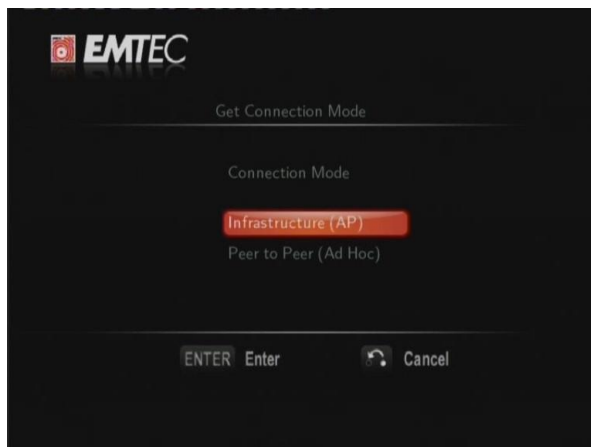 EMTEC
Get Connection Mode
Connection Mode
Infrastructure (AP)
Peer to Peer (Ad Hoc)
ENTER Enter Cancel